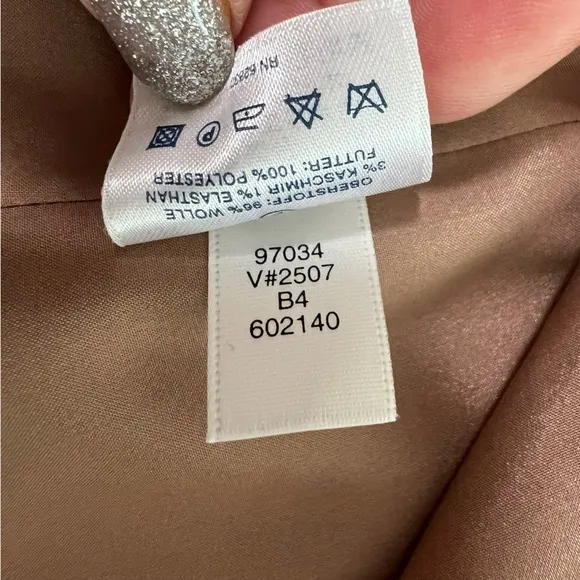 OBERSTOFF: 96% WOLLE
3% KASCHMIR 1% ELASTHAN
FUTTER: 100% POLYESTER
P
97034
V#2507
B4
602140